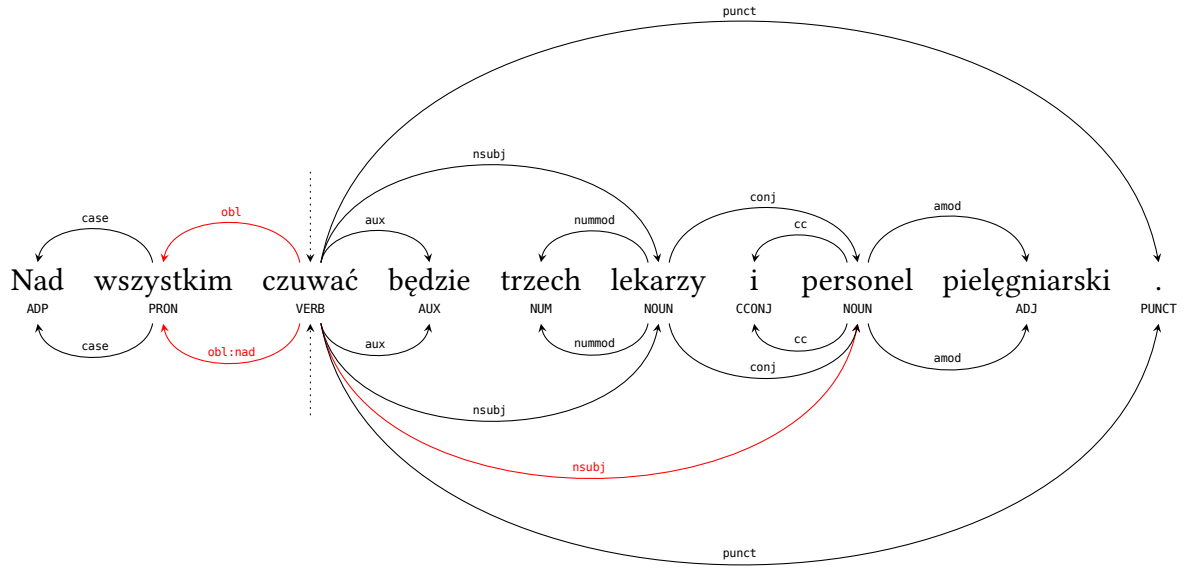 punct
nsubj
conj
case obl aux nummod cc amod
Nad wszystkim czuwać będzie trzech lekarzy i personel pielęgniarski .
ADP PRON VERB AUX NUM NOUN CCONJ NOUN ADJ PUNCT
case obl:nad aux nummod cc amod
conj
nsubj
nsubj
punct